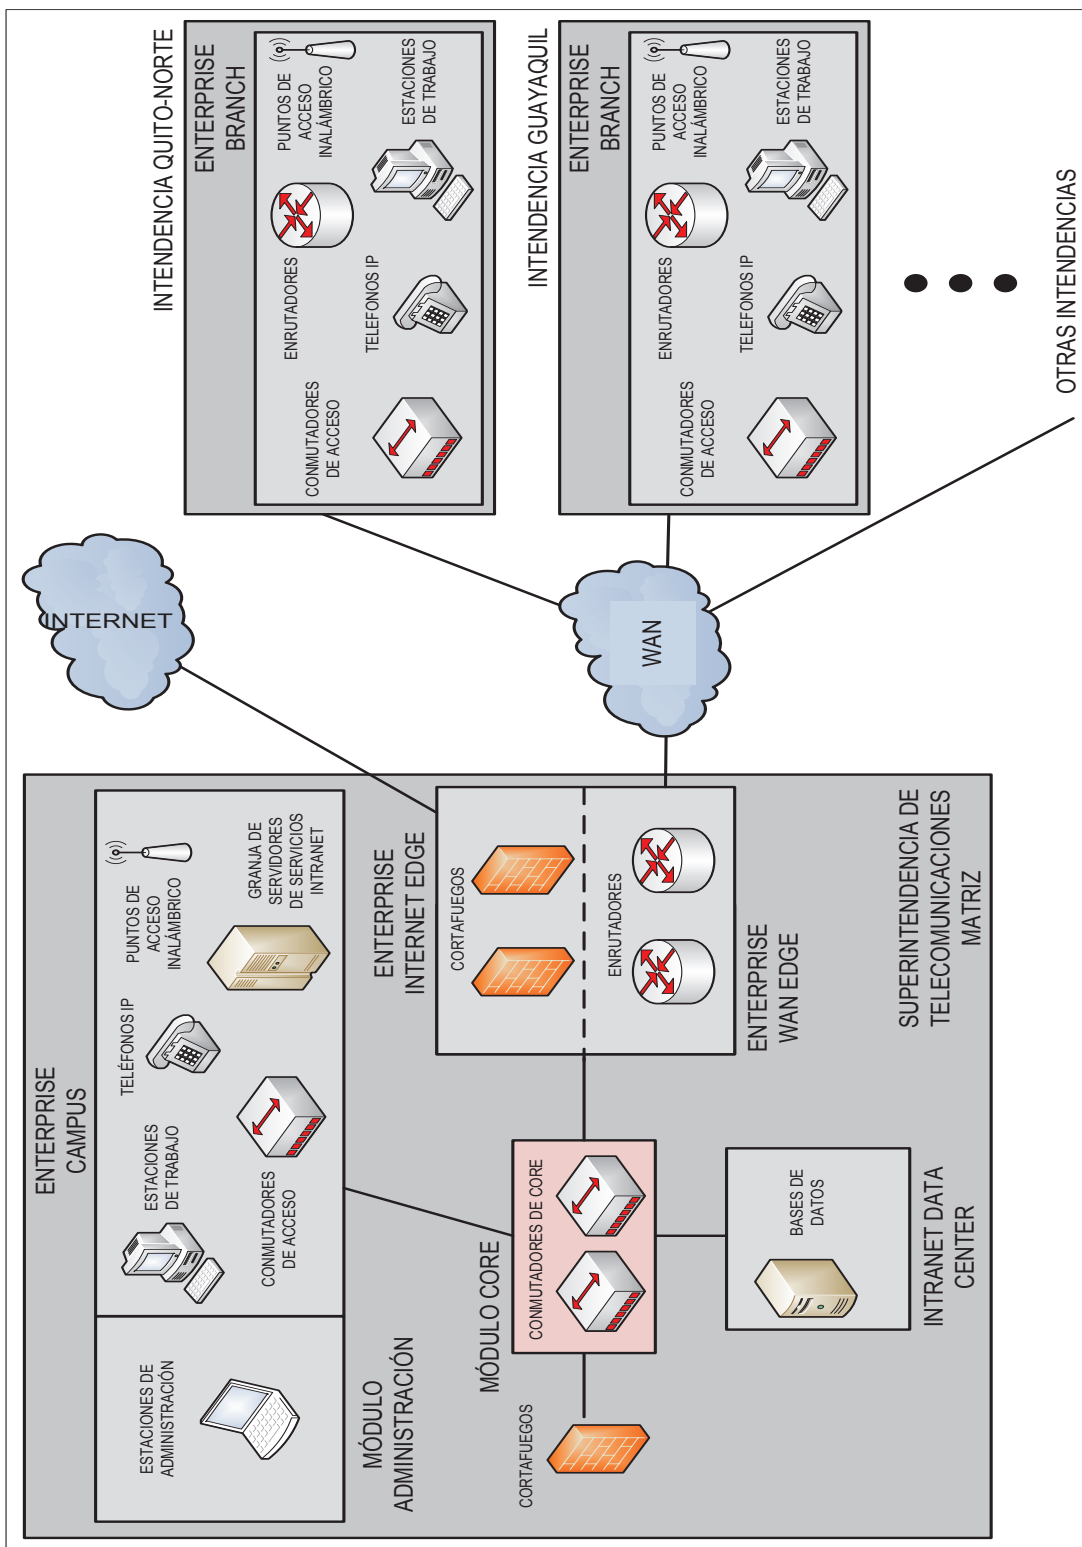 ENTERPRISE
CAMPUS
ESTACIONES DE
ADMINISTRACIÓN
ESTACIONES
DE TRABAJO
CONMUTADORES
DE ACCESO
TELÉFONOS IP
PUNTOS DE
ACCESO
INALÁMBRICO
GRANJA DE
SERVIDORES
DE SERVICIOS
INTRANET
MÓDULO
ADMINISTRACIÓN
MÓDULO CORE
CORTAFUEGOS
CONMUTADORES DE CORE
BASES DE
DATOS
INTRANET DATA
CENTER
ENTERPRISE
INTERNET EDGE
CORTAFUEGOS
ENRUTADORES
ENTERPRISE
WAN EDGE
SUPERINTENDENCIA DE
TELECOMUNICACIONES
MATRIZ
INTERNET
WAN
INTENDENCIA QUITO-NORTE
ENTERPRISE
BRANCH
CONMUTADORES
DE ACCESO
ENRUTADORES
TELEFONOS IP
PUNTOS DE
ACCESO
INALÁMBRICO
ESTACIONES
DE TRABAJO
INTENDENCIA GUAYAQUIL
ENTERPRISE
BRANCH
CONMUTADORES
DE ACCESO
ENRUTADORES
TELEFONOS IP
PUNTOS DE
ACCESO
INALÁMBRICO
ESTACIONES
DE TRABAJO
OTRAS INTENDENCIAS